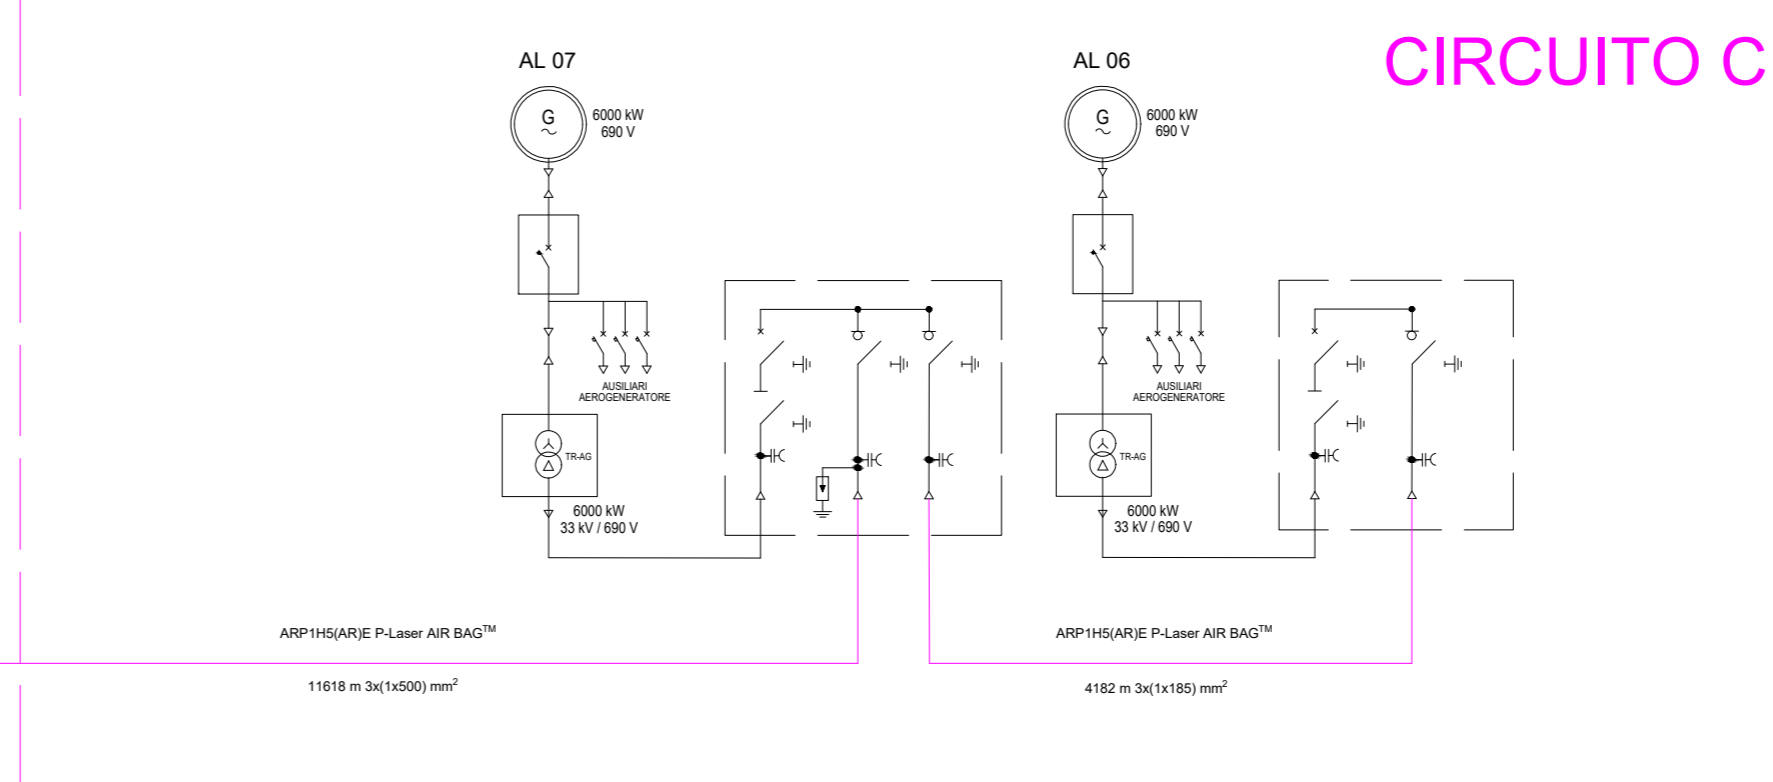 CIRCUITO C
AL 07
G
6000 kW
690 V
AUSILIARI
AEROGENERATORE
TR-AG
6000 kW
33 kV / 690 V
AL 06
G
6000 kW
690 V
AUSILIARI
AEROGENERATORE
TR-AG
6000 kW
33 kV / 690 V
ARP1H5(AR)E P-Laser AIR BAG™
11618 m 3x(1x500) mm²
ARP1H5(AR)E P-Laser AIR BAG™
4182 m 3x(1x185) mm²